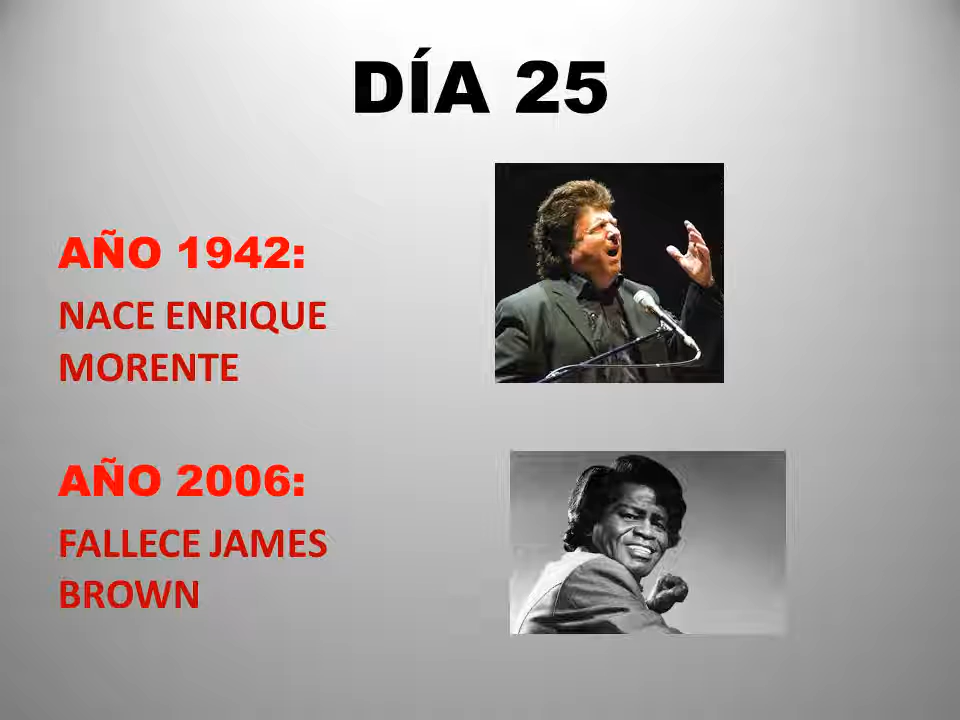 DÍA 25
AÑO 1942:
NACE ENRIQUE
MORENTE
AÑO 2006:
FALLECE JAMES
BROWN